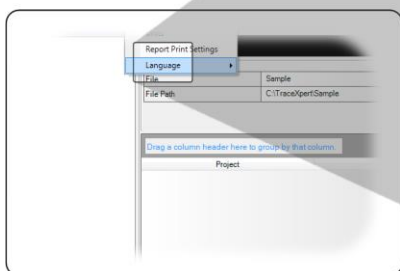 Report Print Settings
Language
File Sample
File Path C:\TraceXpert\Sample
Drag a column header here to group by that column.
Project